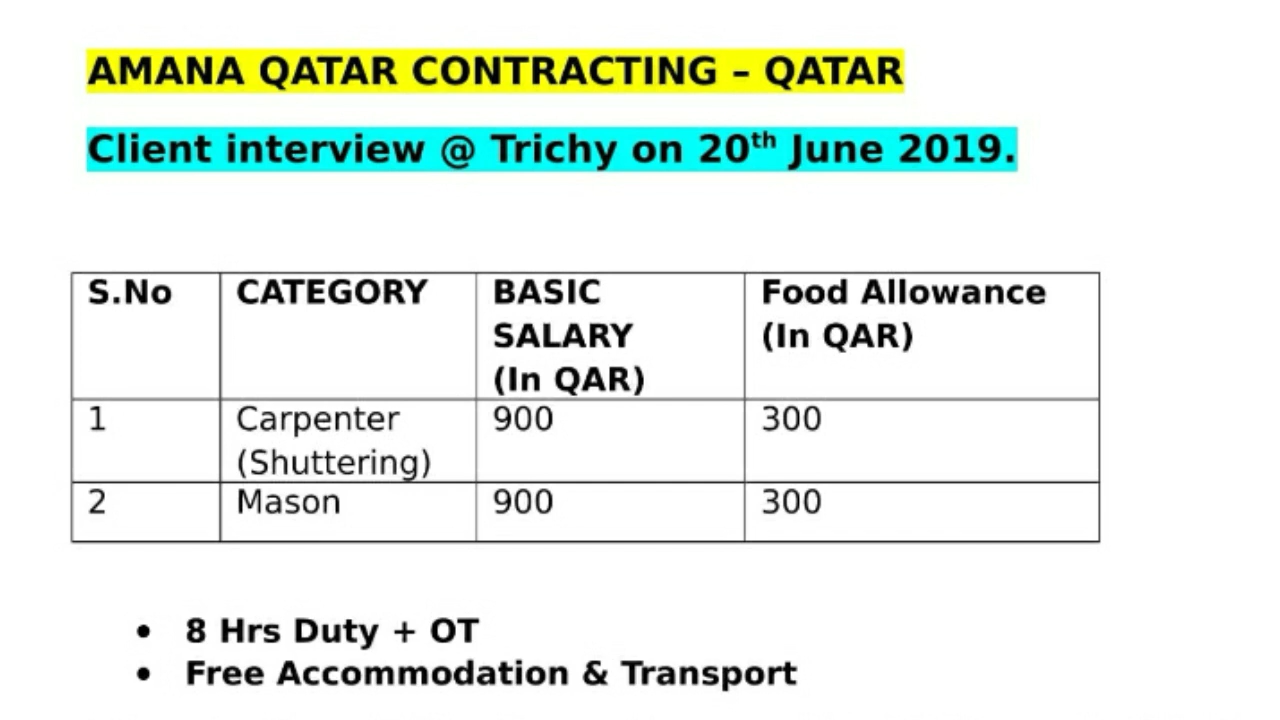 AMANA QATAR CONTRACTING – QATAR
Client interview @ Trichy on 20th June 2019.
S.No CATEGORY BASIC SALARY (In QAR) Food Allowance (In QAR)
1 Carpenter (Shuttering) 900 300
2 Mason 900 300
• 8 Hrs Duty + OT
• Free Accommodation & Transport